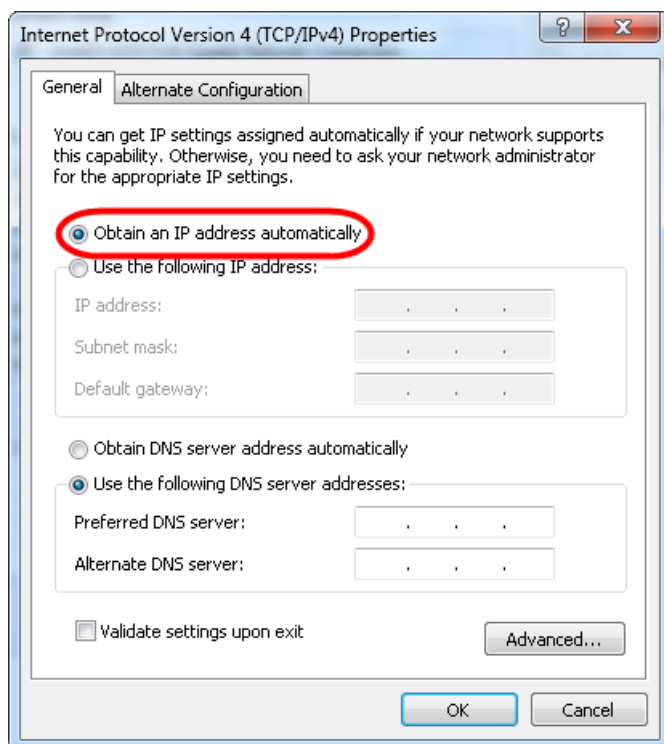 Internet Protocol Version 4 (TCP/IPv4) Properties
?
X
General
Alternate Configuration
You can get IP settings assigned automatically if your network supports
this capability. Otherwise, you need to ask your network administrator
for the appropriate IP settings.
Obtain an IP address automatically
Use the following IP address:
IP address:
. . .
Subnet mask:
. . .
Default gateway:
. . .
Obtain DNS server address automatically
Use the following DNS server addresses:
Preferred DNS server:
. . .
Alternate DNS server:
. . .
Validate settings upon exit
Advanced...
OK
Cancel